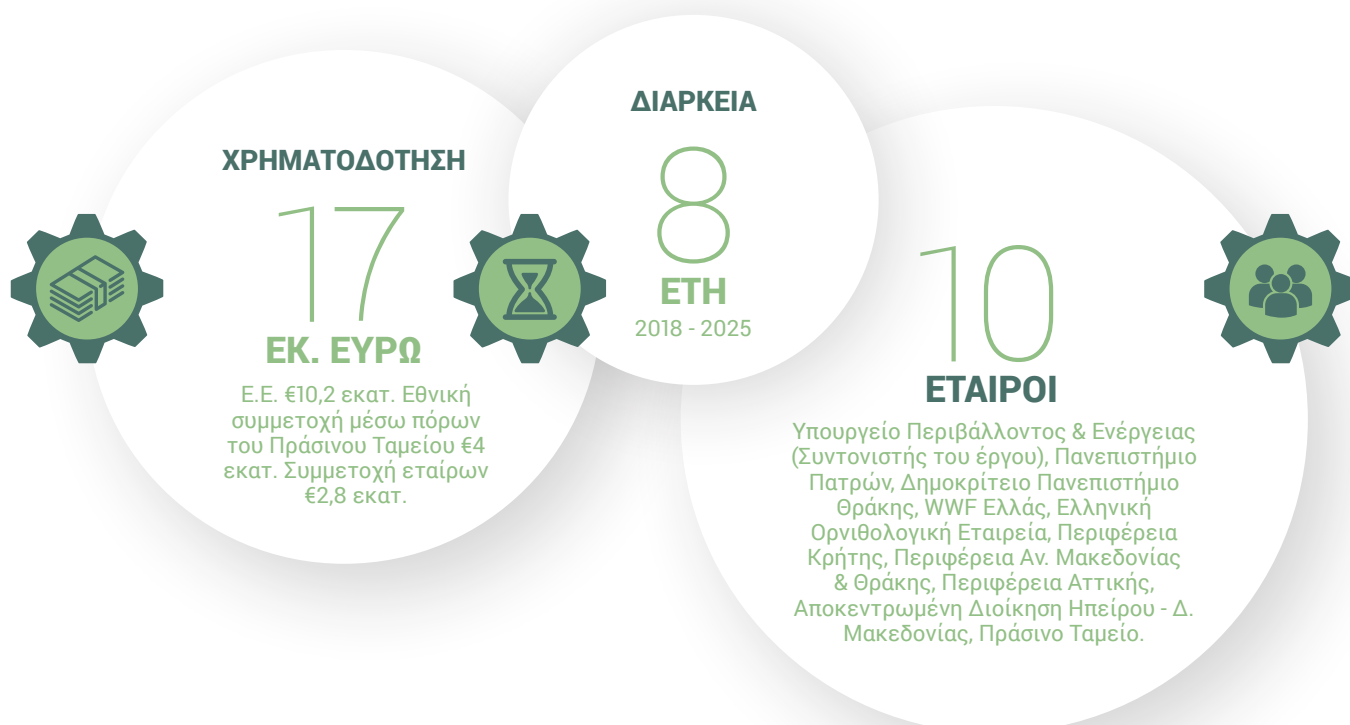 ΧΡΗΜΑΤΟΔΟΤΗΣΗ
17
ΕΚ. ΕΥΡΩ
Ε.Ε. €10,2 εκατ. Εθνική
συμμετοχή μέσω πόρων
του Πράσινου Ταμείου €4
εκατ. Συμμετοχή εταίρων
€2,8 εκατ.
ΔΙΑΡΚΕΙΑ
8
ΕΤΗ
2018 - 2025
10
ΕΤΑΙΡΟΙ
Υπουργείο Περιβάλλοντος & Ενέργειας
(Συντονιστής του έργου), Πανεπιστήμιο
Πατρών, Δημοκρίτειο Πανεπιστήμιο
Θράκης, WWF Ελλάς, Ελληνική
Ορνιθολογική Εταιρεία, Περιφέρεια
Κρήτης, Περιφέρεια Αν. Μακεδονίας
& Θράκης, Περιφέρεια Αττικής,
Αποκεντρωμένη Διοίκηση Ηπείρου - Δ.
Μακεδονίας, Πράσινο Ταμείο.